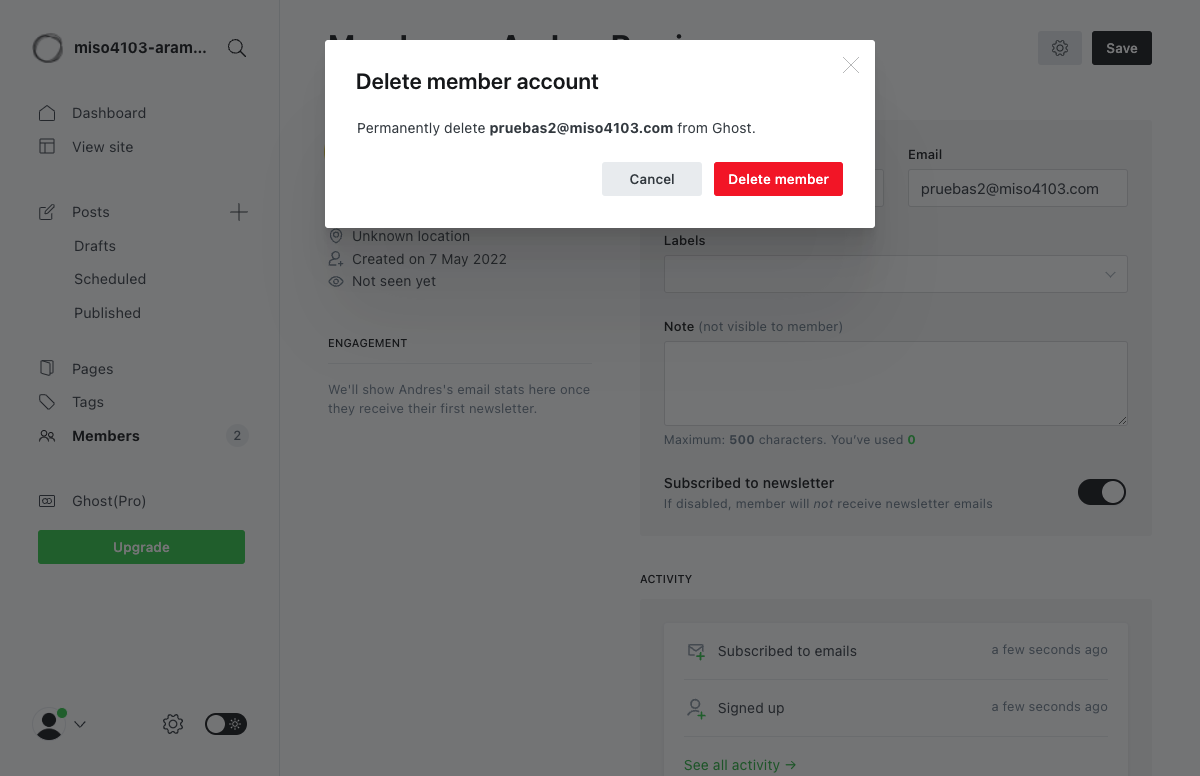 miso4103-aram...
Dashboard
View site
Posts
Drafts
Scheduled
Published
Pages
Tags
Members
2
Ghost(Pro)
Upgrade
Save
Delete member account
Permanently delete pruebas2@miso4103.com from Ghost.
Cancel
Delete member
Email
pruebas2@miso4103.com
Unknown location
Created on 7 May 2022
Not seen yet
Labels
ENGAGEMENT
We'll show Andres's email stats here once
they receive their first newsletter.
Note (not visible to member)
Maximum: 500 characters. You've used 0
Subscribed to newsletter
If disabled, member will not receive newsletter emails
ACTIVITY
Subscribed to emails
a few seconds ago
Signed up
a few seconds ago
See all activity →